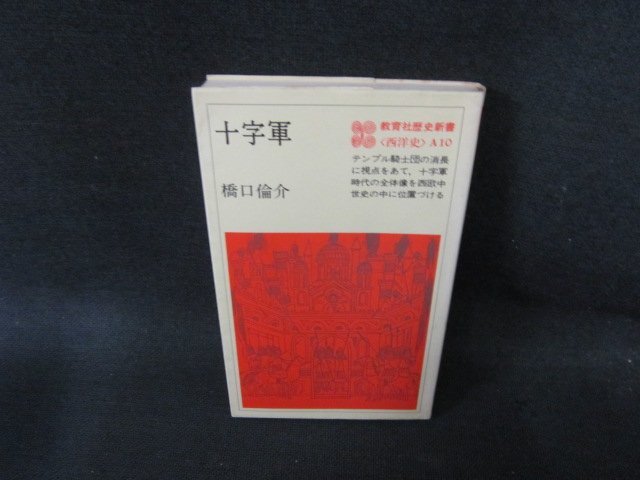 十字軍
橋口倫介
教育社歴史新書
〈西洋史〉A10
テンプル騎士団の消長
に視点をあて，十字軍
時代の全体像を西欧中
世史の中に位置づける